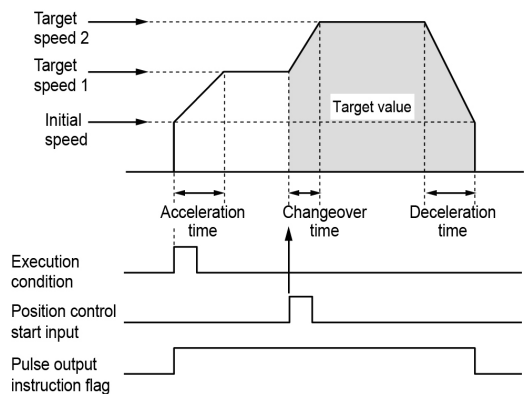 Target
speed 2
Target
speed 1
Initial
speed
Target value
Acceleration
time
Changeover
time
Deceleration
time
Execution
condition
Position control
start input
Pulse output
instruction flag